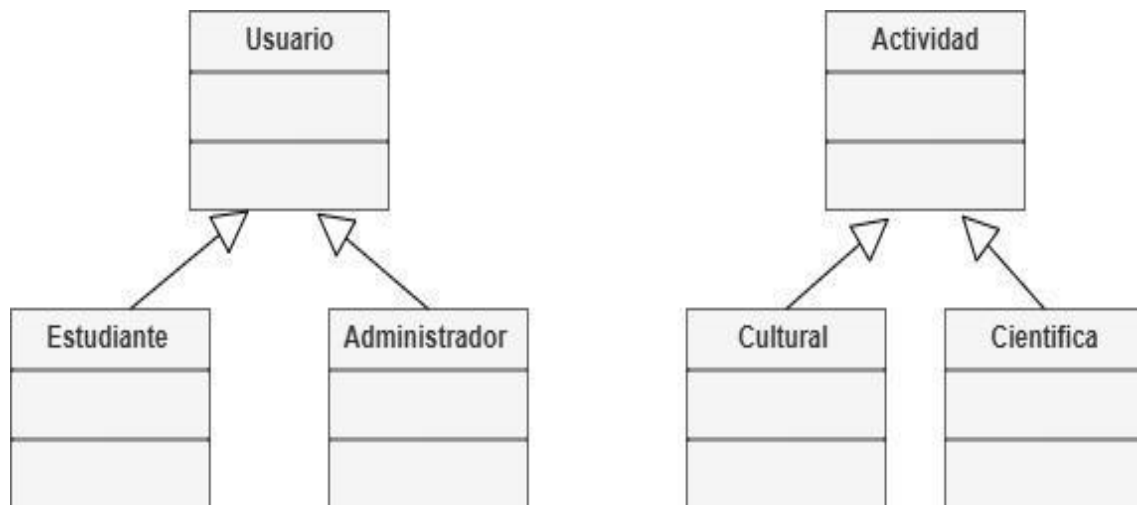 Usuario
Actividad
Estudiante
Administrador
Cultural
Cientifica